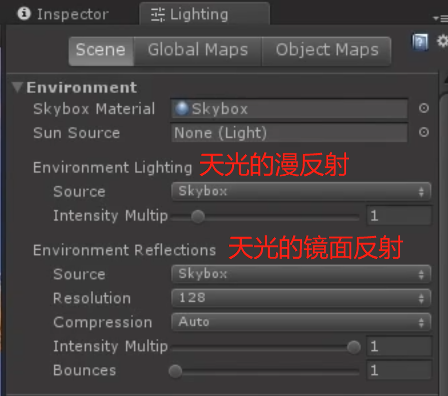 Inspector Lighting
Scene Global Maps Object Maps
Environment
Skybox Material Skybox
Sun Source None (Light)
Environment Lighting 天光的漫反射
Source Skybox
Intensity Multip 1
Environment Reflections 天光的镜面反射
Source Skybox
Resolution 128
Compression Auto
Intensity Multip 1
Bounces 1